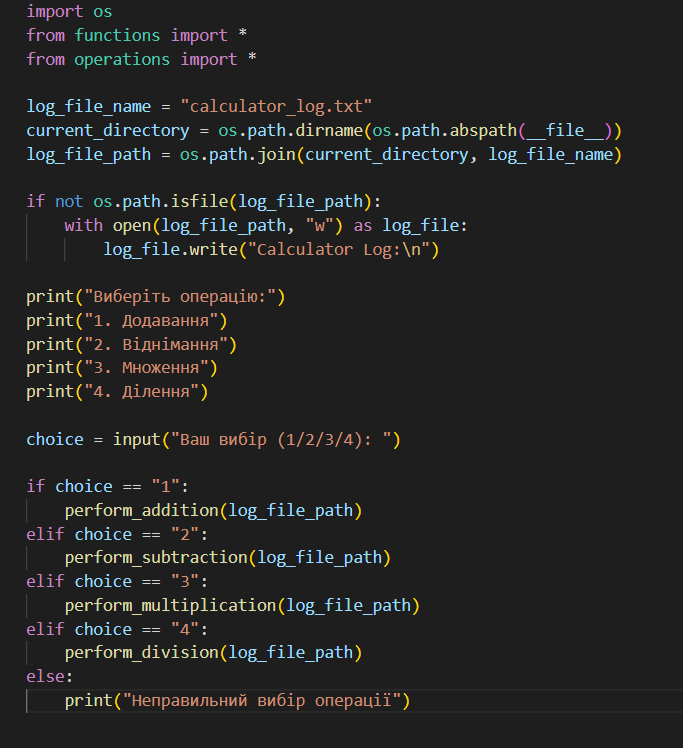 import os
from functions import *
from operations import *
log_file_name = "calculator_log.txt"
current_directory = os.path.dirname(os.path.abspath(__file__))
log_file_path = os.path.join(current_directory, log_file_name)
if not os.path.isfile(log_file_path):
    with open(log_file_path, "w") as log_file:
        log_file.write("Calculator Log:\n")
print("Виберіть операцію:")
print("1. Додавання")
print("2. Віднімання")
print("3. Множення")
print("4. Ділення")
choice = input("Ваш вибір (1/2/3/4): ")
if choice == "1":
    perform_addition(log_file_path)
elif choice == "2":
    perform_subtraction(log_file_path)
elif choice == "3":
    perform_multiplication(log_file_path)
elif choice == "4":
    perform_division(log_file_path)
else:
    print("Неправильний вибір операції")